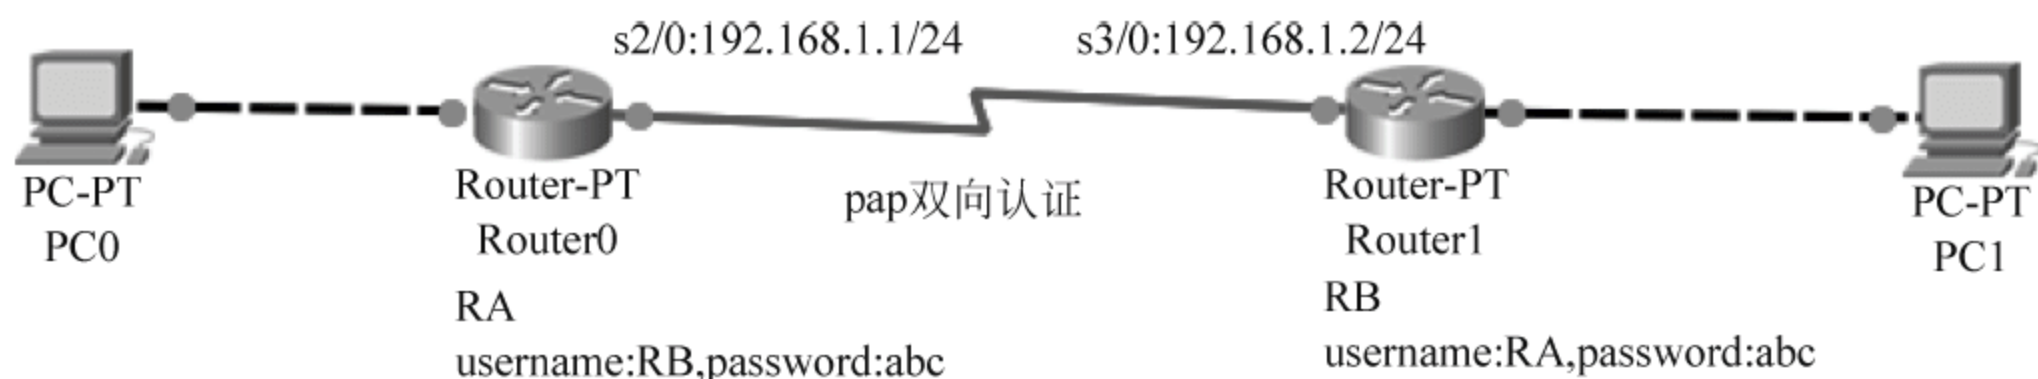 s2/0:192.168.1.1/24
s3/0:192.168.1.2/24
PC-PT
PC0
Router-PT
Router0
pap双向认证
Router-PT
Router1
PC-PT
PC1
RA
username:RB,password:abc
RB
username:RA,password:abc